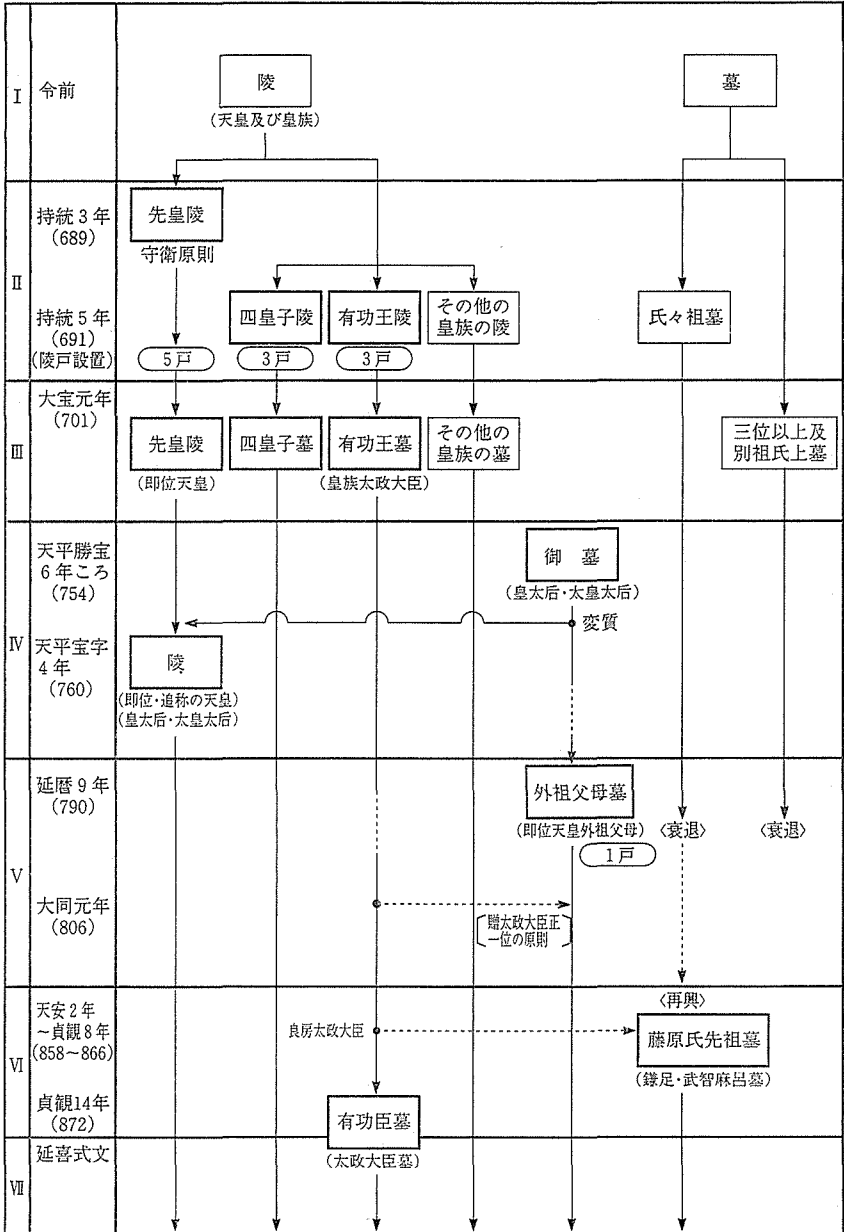 Ⅰ
令前
陵
(天皇及び皇族)
墓
Ⅱ
持統3年
(689)
先皇陵
守衛原則
持統5年
(691)
(陵戸設置)
5戸
四皇子陵
3戸
有功王陵
3戸
その他の
皇族の陵
氏々祖墓
Ⅲ
大宝元年
(701)
先皇陵
(即位天皇)
四皇子墓
有功王墓
(皇族太政大臣)
その他の
皇族の墓
三位以上及
別祖氏上墓
Ⅳ
天平勝宝
6年ころ
(754)
御 墓
(皇太后・太皇太后)
変質
天平宝字
4年
(760)
陵
(即位・追称の天皇)
(皇太后・太皇太后)
Ⅴ
延暦9年
(790)
外祖父母墓
(即位天皇外祖父母)
1戸
〈衰退〉
〈衰退〉
大同元年
(806)
贈太政大臣正
一位の原則
Ⅵ
天安2年
~貞観8年
(858~866)
良房太政大臣
〈再興〉
藤原氏先祖墓
(鎌足・武智麻呂墓)
貞観14年
(872)
有功臣墓
(太政大臣墓)
Ⅶ
延喜式文